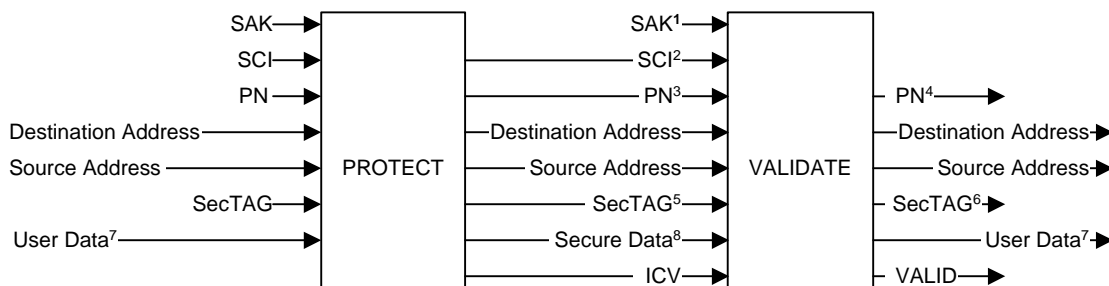 SAK
SCI
PN
Destination Address
Source Address
SecTAG
User Data⁷
PROTECT
SAK¹
SCI²
PN³
Destination Address
Source Address
SecTAG⁵
Secure Data⁸
ICV
VALIDATE
PN⁴
Destination Address
Source Address
SecTAG⁶
User Data⁷
VALID